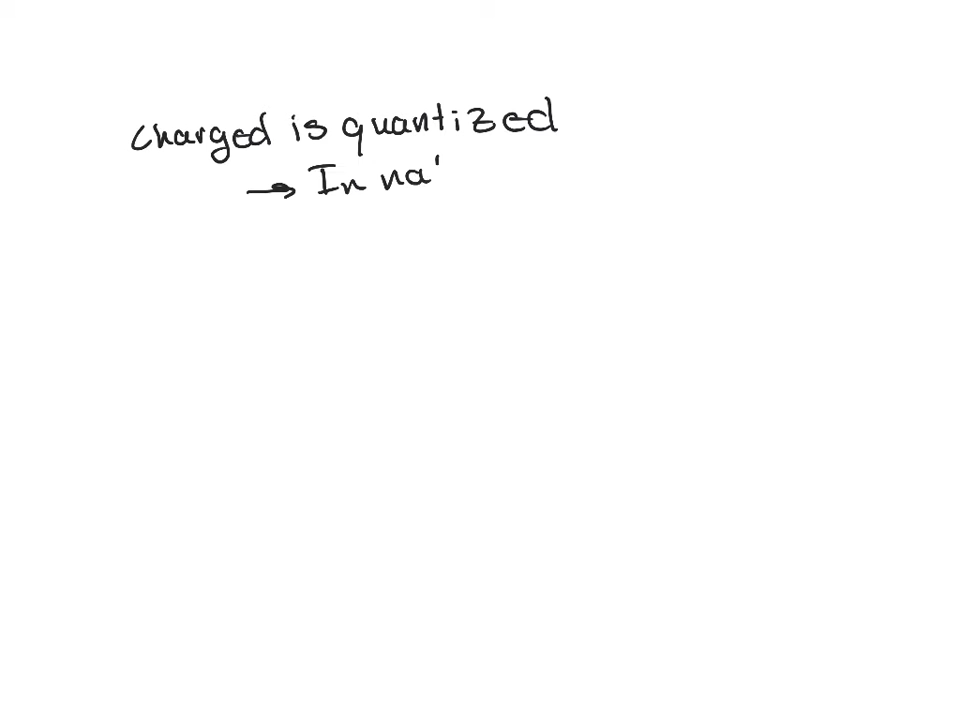 charged is quantized
→ In na'